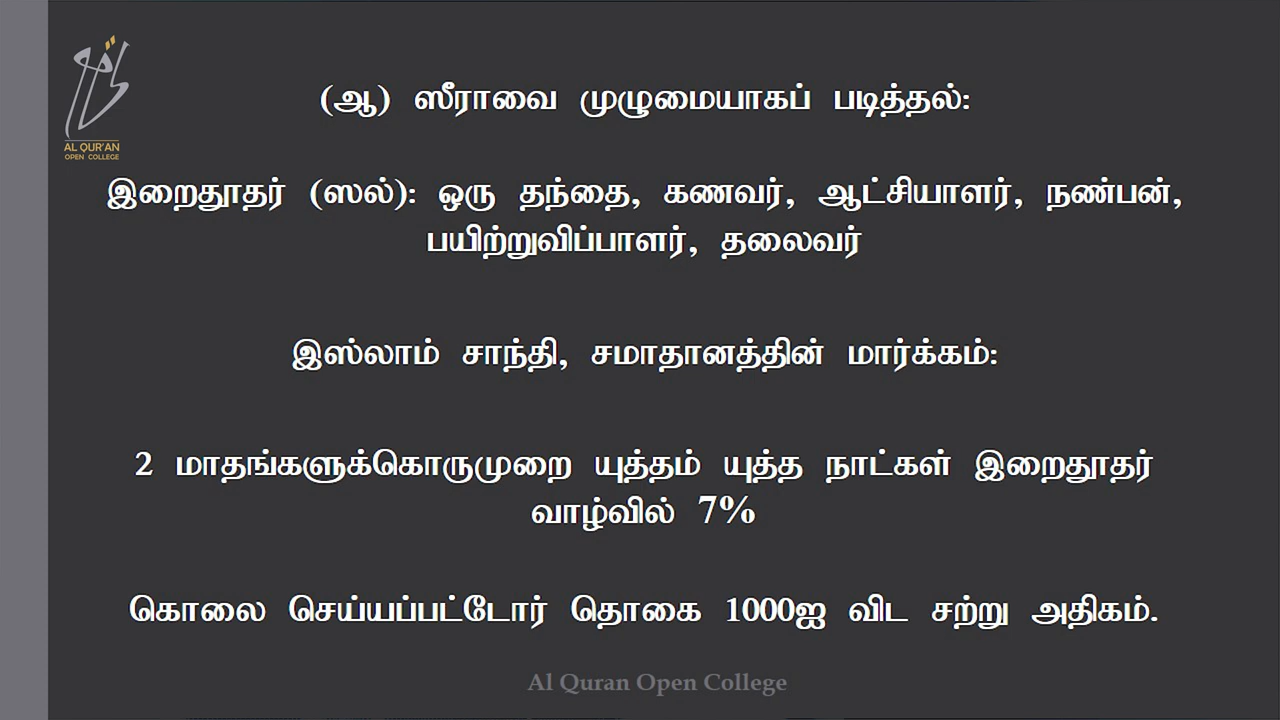 AL QUR'AN
OPEN COLLEGE
(ஆ) ஸீராவை முழுமையாகப் படித்தல்:
இறைதூதர் (ஸல்): ஒரு தந்தை, கணவர், ஆட்சியாளர், நண்பன்,
பயிற்றுவிப்பாளர், தலைவர்
இஸ்லாம் சாந்தி, சமாதானத்தின் மார்க்கம்:
2 மாதங்களுக்கொருமுறை யுத்தம் யுத்த நாட்கள் இறைதூதர்
வாழ்வில் 7%
கொலை செய்யப்பட்டோர் தொகை 1000ஐ விட சற்று அதிகம்.
Al Quran Open College